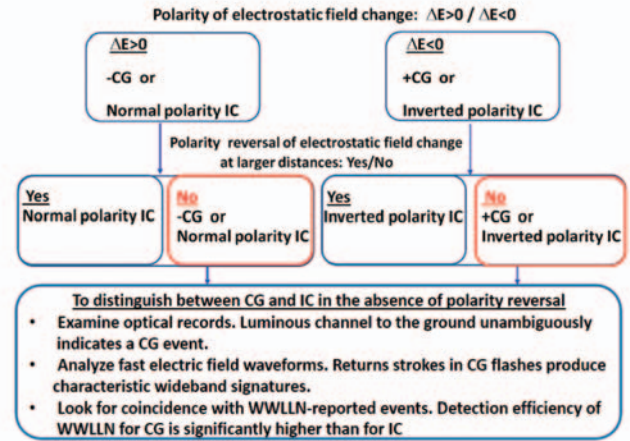 Polarity of electrostatic field change: ΔE>0 / ΔE<0
ΔE>0
-CG or
Normal polarity IC
ΔE<0
+CG or
Inverted polarity IC
Polarity reversal of electrostatic field change
at larger distances: Yes/No
Yes
Normal polarity IC
No
-CG or
Normal polarity IC
Yes
Inverted polarity IC
No
+CG or
Inverted polarity IC
To distinguish between CG and IC in the absence of polarity reversal
• Examine optical records. Luminous channel to the ground unambiguously
indicates a CG event.
• Analyze fast electric field waveforms. Returns strokes in CG flashes produce
characteristic wideband signatures.
• Look for coincidence with WWLLN-reported events. Detection efficiency of
WWLLN for CG is significantly higher than for IC